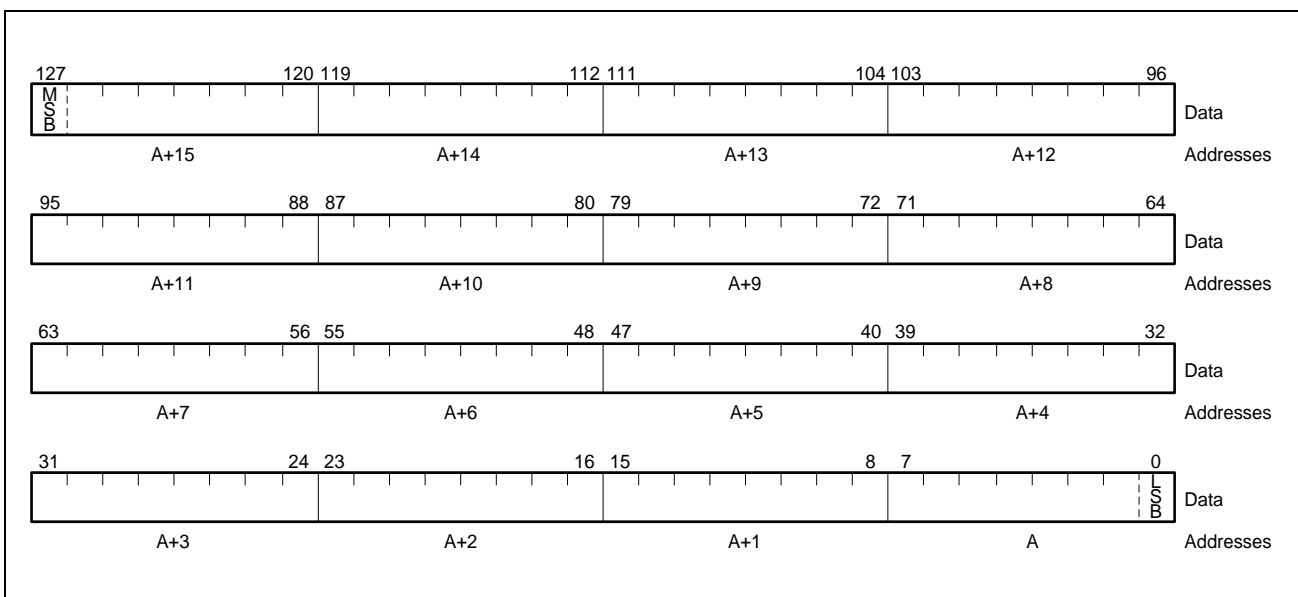 127 120 119 112 111 104 103 96
MSB Data
A+15 A+14 A+13 A+12 Addresses
95 88 87 80 79 72 71 64
Data
A+11 A+10 A+9 A+8 Addresses
63 56 55 48 47 40 39 32
Data
A+7 A+6 A+5 A+4 Addresses
31 24 23 16 15 8 7 0
LSB Data
A+3 A+2 A+1 A Addresses